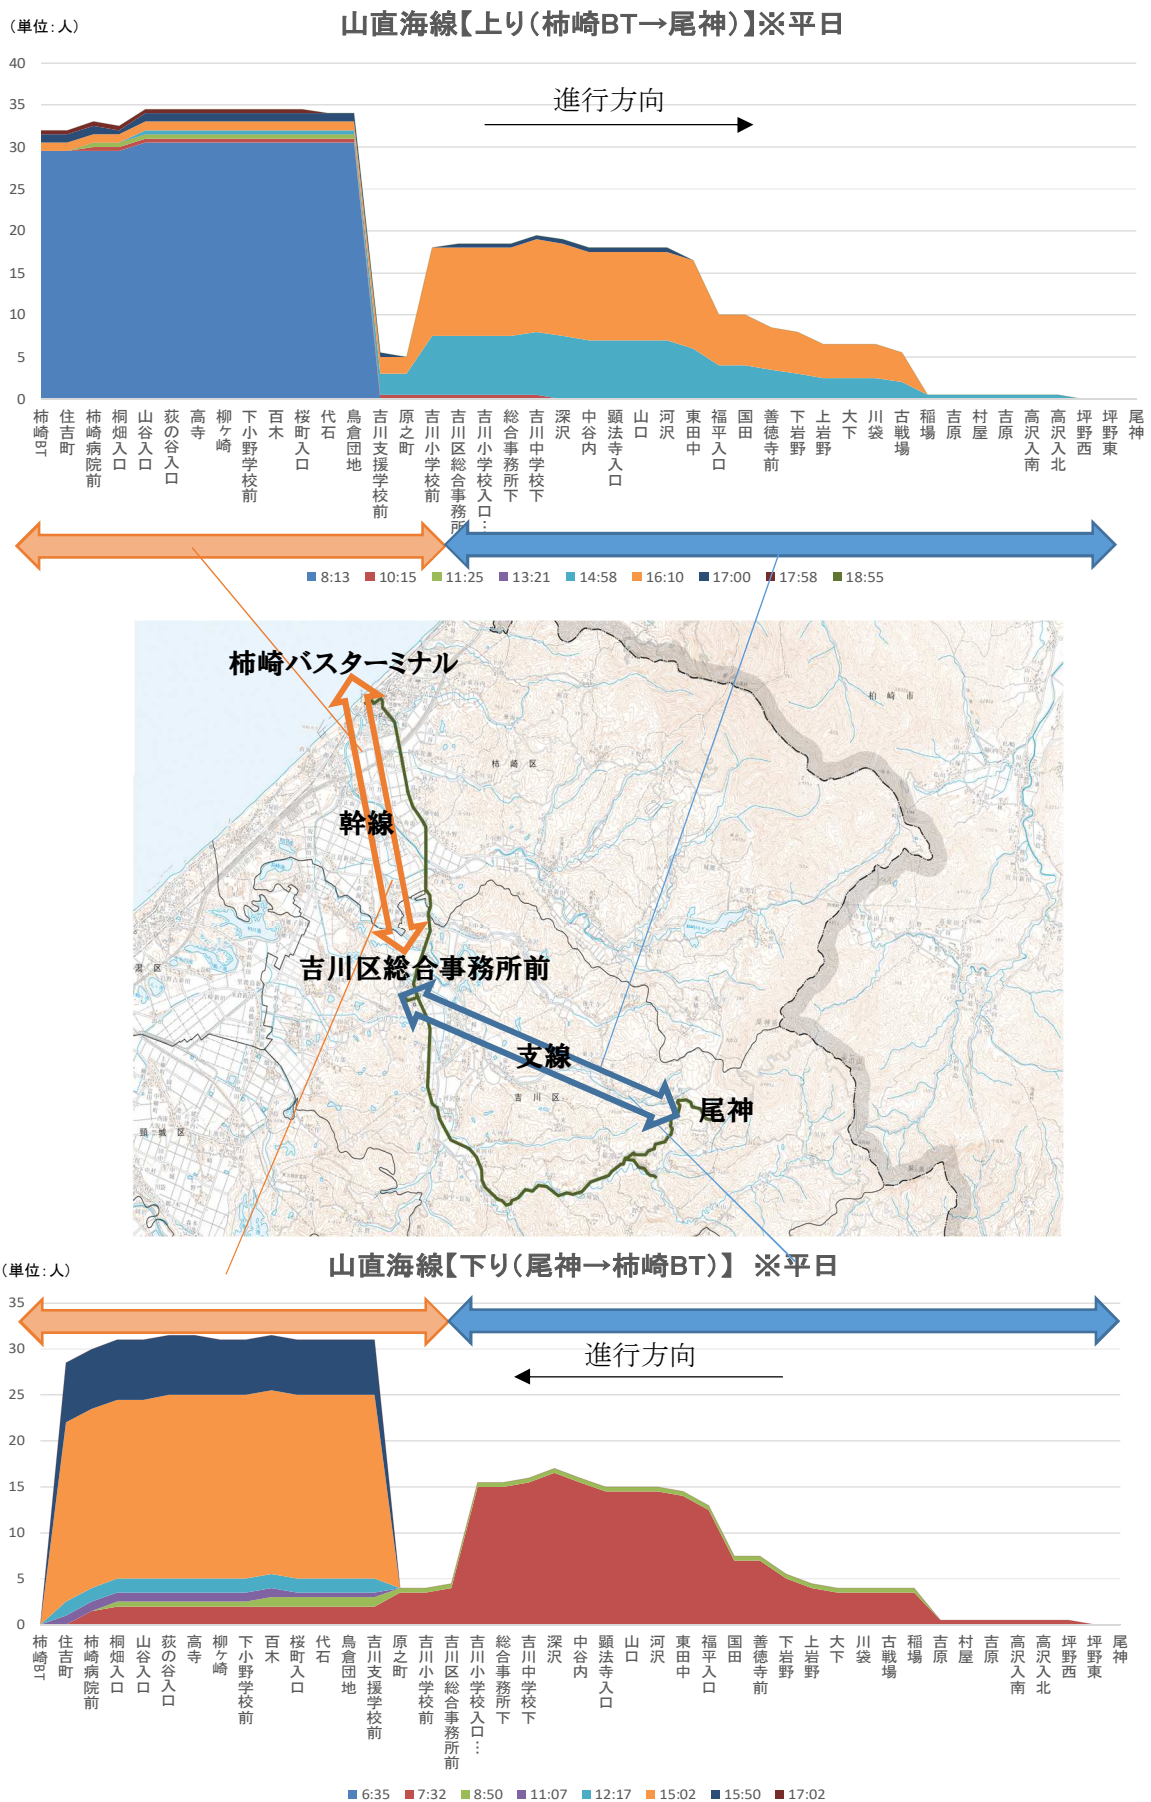 (単位:人)
山直海線【上り(柿崎BT→尾神)】※平日
40
35
30
25
20
15
10
5
0
進行方向
柿崎BT
住吉町
柿崎病院前
桐畑入口
山谷入口
荻の谷入口
高寺
柳ヶ崎
下小野学校前
百木
桜町入口
代石
鳥倉団地
吉川支援学校前
原之町
吉川小学校前
吉川区総合事務所
吉川小学校入口…
総合事務所下
吉川中学校下
深沢
中谷内
顕法寺入口
山口
河沢
東田中
福平入口
国田
善徳寺前
下岩野
上岩野
大下
川袋
古戦場
稲場
吉原
村屋
吉原
高沢入南
高沢入北
坪野西
坪野東
尾神
8:13 10:15 11:25 13:21 14:58 16:10 17:00 17:58 18:55
柿崎バスターミナル
柏崎市
柿崎区
幹線
吉川区総合事務所前
支線
吉川区
尾神
頸城区
(単位:人)
山直海線【下り(尾神→柿崎BT)】 ※平日
35
30
25
20
15
10
5
0
進行方向
柿崎BT
住吉町
柿崎病院前
桐畑入口
山谷入口
荻の谷入口
高寺
柳ヶ崎
下小野学校前
百木
桜町入口
代石
鳥倉団地
吉川支援学校前
原之町
吉川小学校前
吉川区総合事務所前
吉川小学校入口…
総合事務所下
吉川中学校下
深沢
中谷内
顕法寺入口
山口
河沢
東田中
福平入口
国田
善徳寺前
下岩野
上岩野
大下
川袋
古戦場
稲場
吉原
村屋
吉原
高沢入南
高沢入北
坪野西
坪野東
尾神
6:35 7:32 8:50 11:07 12:17 15:02 15:50 17:02